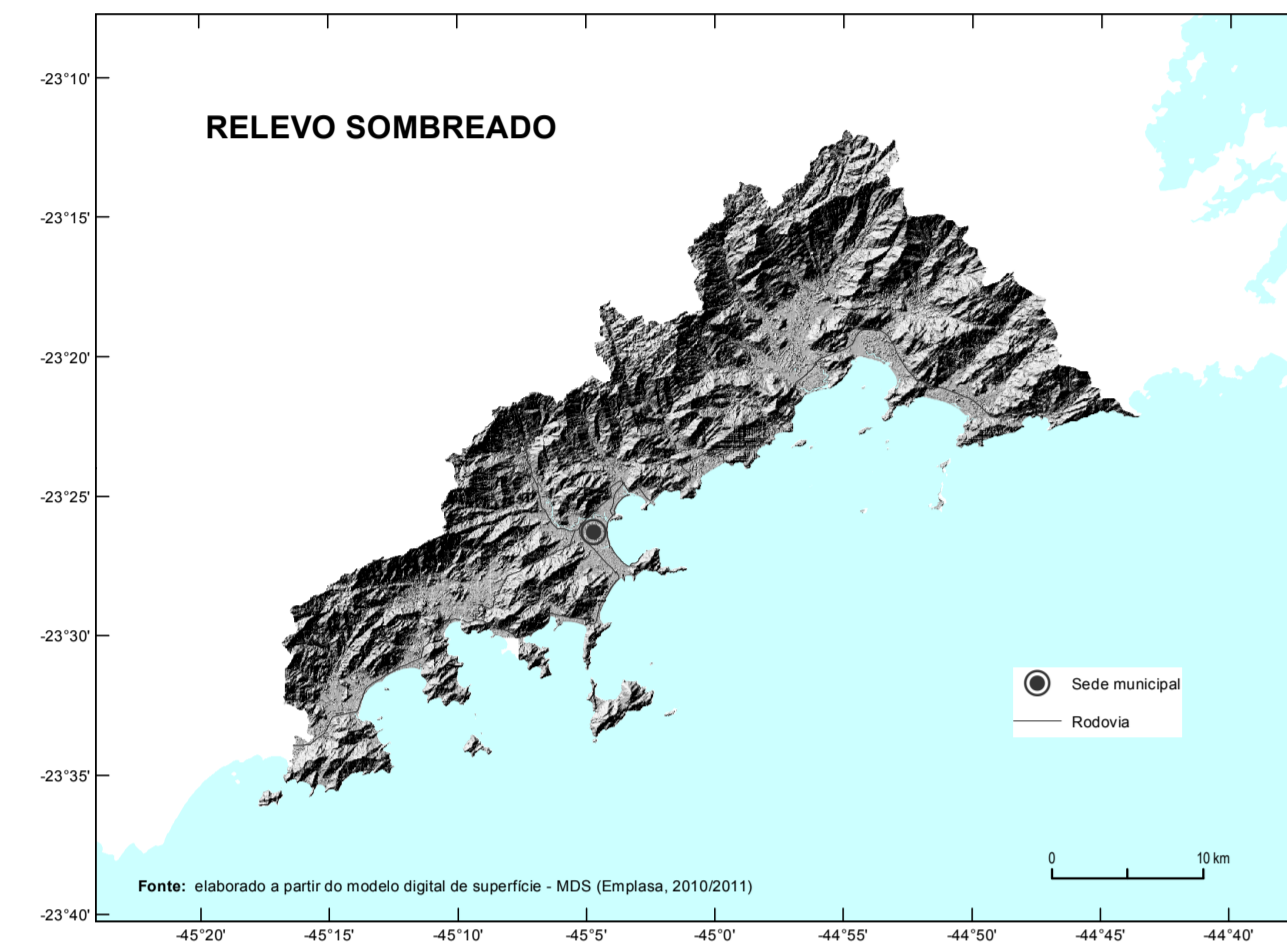 RELEVO SOMBREADO
-23°10'
-23°15'
-23°20'
-23°25'
-23°30'
-23°35'
-23°40'
Sede municipal
Rodovia
0 10 km
Fonte: elaborado a partir do modelo digital de superfície - MDS (Emplasa, 2010/2011)
-45°20' -45°15' -45°10' -45°5' -45°0' -44°55' -44°50' -44°45' -44°40'